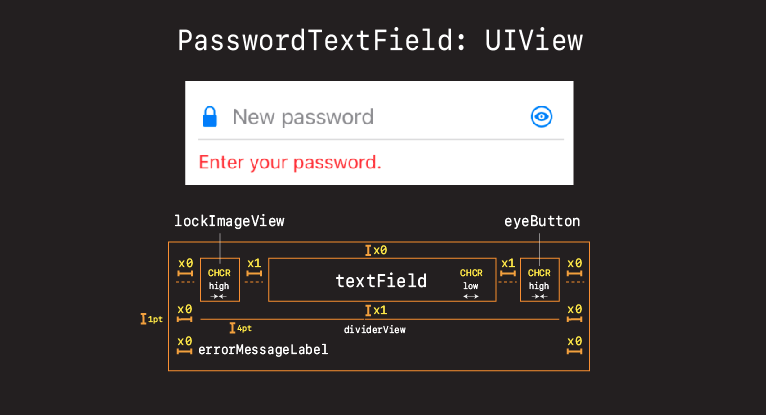 PasswordTextField: UIView
New password
Enter your password.
lockImageView
eyeButton
x0
x0 x1 x1 x0
CHCR high
textField
CHCR low
CHCR high
x0 x1 x0
1pt
4pt
dividerView
x0 x0
errorMessageLabel